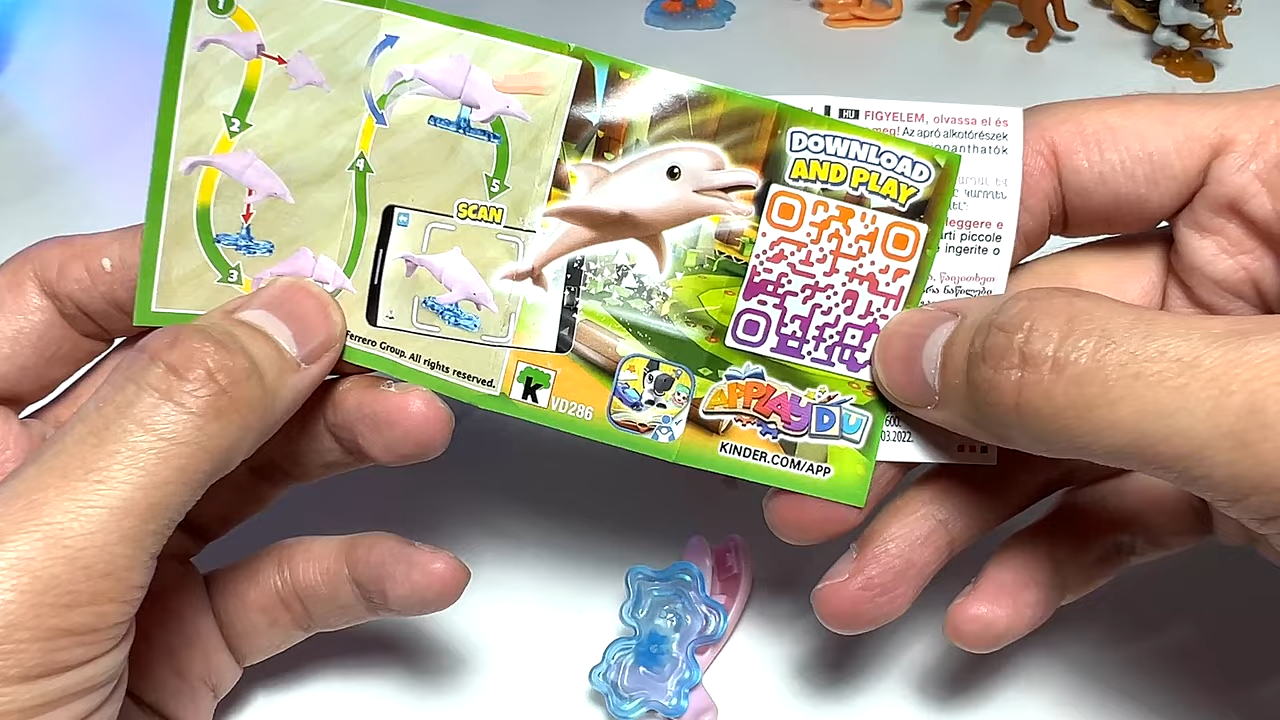 1
2
3
4
5
SCAN
DOWNLOAD
AND PLAY
Ferrero Group. All rights reserved.
K
VD286
APPLAYDU
KINDER.COM/APP
HU FIGYELEM, olvassa el és
meg! Az apró alkotórészek
leggere e
piccole
ingerite o
03.2022.